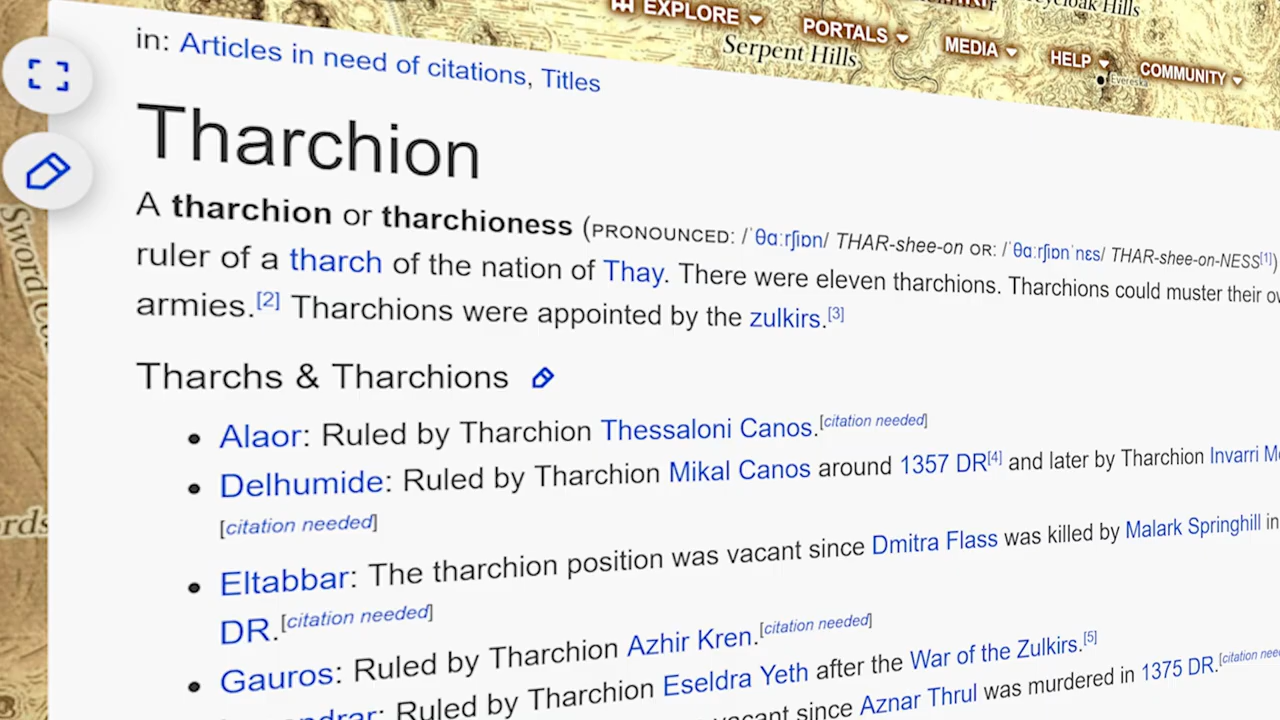 EXPLORE PORTALS MEDIA HELP COMMUNITY
Serpent Hills
Evereska
in: Articles in need of citations, Titles
Tharchion
A tharchion or tharchioness (PRONOUNCED: /ˈθɑːrʃiɒn/ THAR-shee-on OR: /ˈθɑːrʃiɒnˈnɛs/ THAR-shee-on-NESS[1])
ruler of a tharch of the nation of Thay. There were eleven tharchions. Tharchions could muster their
armies.[2] Tharchions were appointed by the zulkirs.[3]
Tharchs & Tharchions
Alaor: Ruled by Tharchion Thessaloni Canos.[citation needed]
Delhumide: Ruled by Tharchion Mikal Canos around 1357 DR[4] and later by Tharchion Invarri
[citation needed]
Eltabbar: The tharchion position was vacant since Dmitra Flass was killed by Malark Springhill in
DR.[citation needed]
Gauros: Ruled by Tharchion Azhir Kren.[citation needed]
Ruled by Tharchion Eseldra Yeth after the War of the Zulkirs.[5]
vacant since Aznar Thrul was murdered in 1375 DR.[citation
Sword
Hills